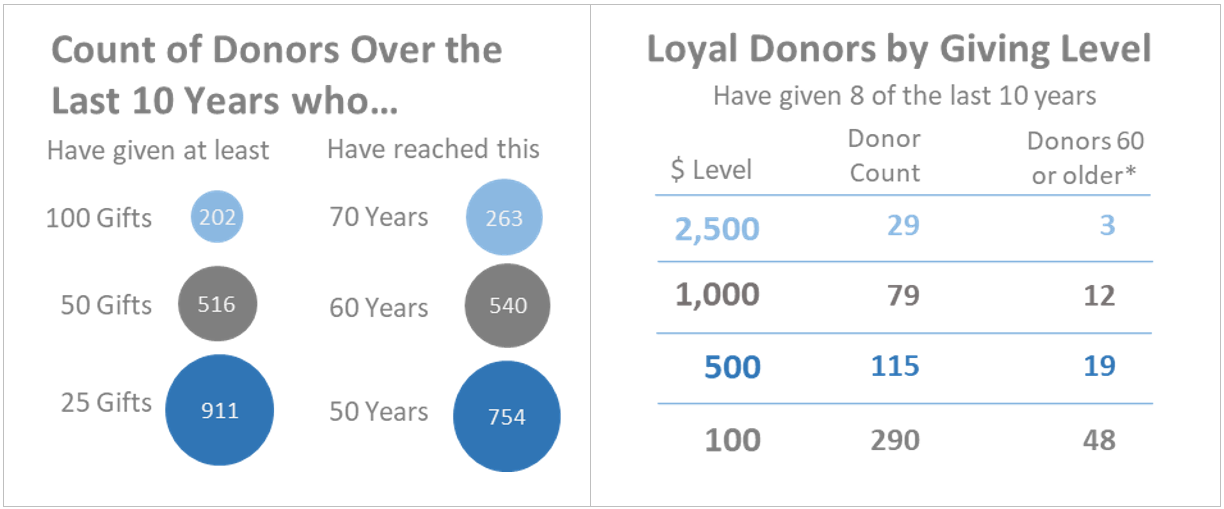 Count of Donors Over the
Last 10 Years who…
Have given at least
Have reached this
100 Gifts 202
70 Years 263
50 Gifts 516
60 Years 540
25 Gifts 911
50 Years 754
Loyal Donors by Giving Level
Have given 8 of the last 10 years
$ Level
Donor
Count
Donors 60
or older*
2,500 29 3
1,000 79 12
500 115 19
100 290 48